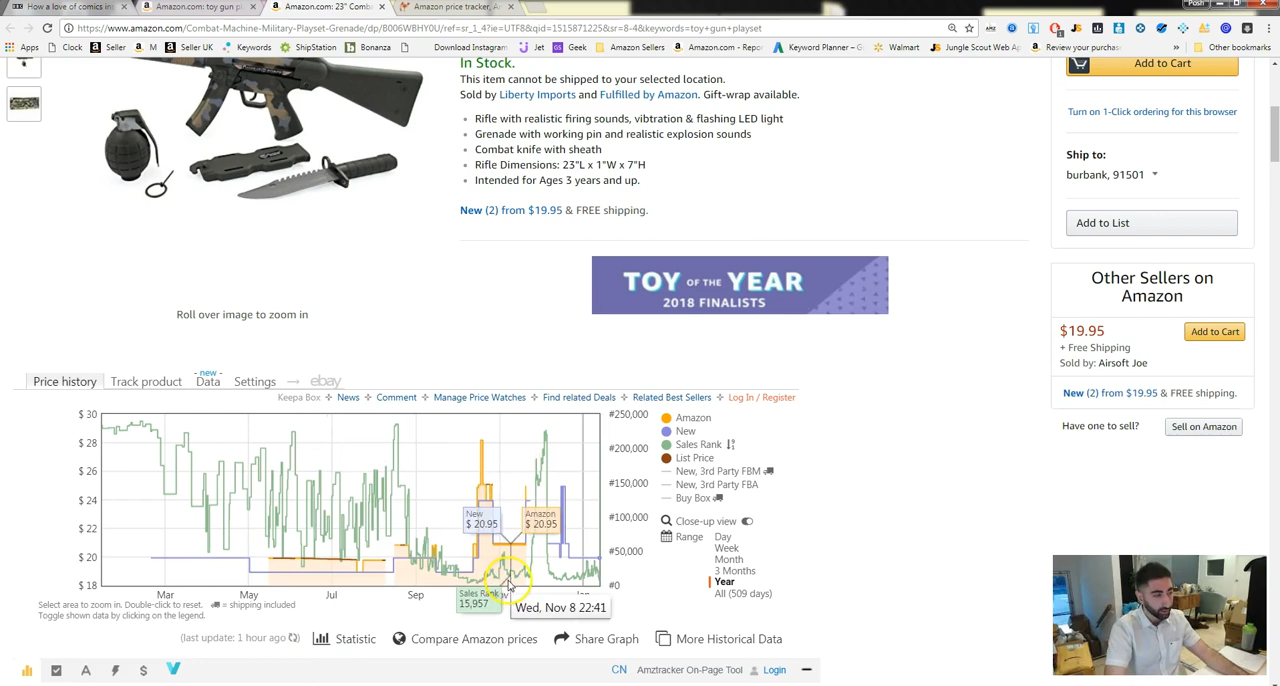 How a love of comics in
Amazon.com: toy gun pl
Amazon.com: 23" Comba
Amazon price tracker,
Posh
https://www.amazon.com/Combat-Machine-Military-Playset-Grenade/dp/B006WBHY0U/ref=sr_1_4?ie=UTF8&qid=1515871225&sr=8-4&keywords=toy+gun+playset
Apps
Clock
Seller
M
Seller UK
Keywords
ShipStation
Bonanza
Download Instagram
Jet
Geek
Amazon Sellers
Amazon.com - Repo
Keyword Planner – G
Walmart
Jungle Scout Web Ap
Review your purchase
Other bookmarks
In Stock.
This item cannot be shipped to your selected location.
Sold by Liberty Imports and Fulfilled by Amazon. Gift-wrap available.
Rifle with realistic firing sounds, vibtration & flashing LED light
Grenade with working pin and realistic explosion sounds
Combat knife with sheath
Rifle Dimensions: 23"L x 1"W x 7"H
Intended for Ages 3 years and up.
New (2) from $19.95 & FREE shipping.
Add to Cart
Turn on 1-Click ordering for this browser
Ship to:
burbank, 91501
Add to List
TOY OF THE YEAR
2018 FINALISTS
Roll over image to zoom in
Other Sellers on
Amazon
$19.95
Add to Cart
+ Free Shipping
Sold by: Airsoft Joe
New (2) from $19.95 & FREE shipping.
Have one to sell?
Sell on Amazon
Price history
Track product
- new -
Data
Settings
ebay
Keepa Box
News
Comment
Manage Price Watches
Find related Deals
Related Best Sellers
Log In / Register
$ 30
$ 28
$ 26
$ 24
$ 22
$ 20
$ 18
#250,000
#200,000
#150,000
#100,000
#50,000
#0
Mar
May
Jul
Sep
Jan
New
$ 20.95
Amazon
$ 20.95
Sales Rank
15,957
Wed, Nov 8 22:41
Amazon
New
Sales Rank
List Price
New, 3rd Party FBM
New, 3rd Party FBA
Buy Box
Close-up view
Range
Day
Week
Month
3 Months
Year
All (509 days)
Select area to zoom in. Double-click to reset.
= shipping included
Toggle shown data by clicking on the legend.
(last update: 1 hour ago
)
Statistic
Compare Amazon prices
Share Graph
More Historical Data
A
$
CN
Amztracker On-Page Tool
Login